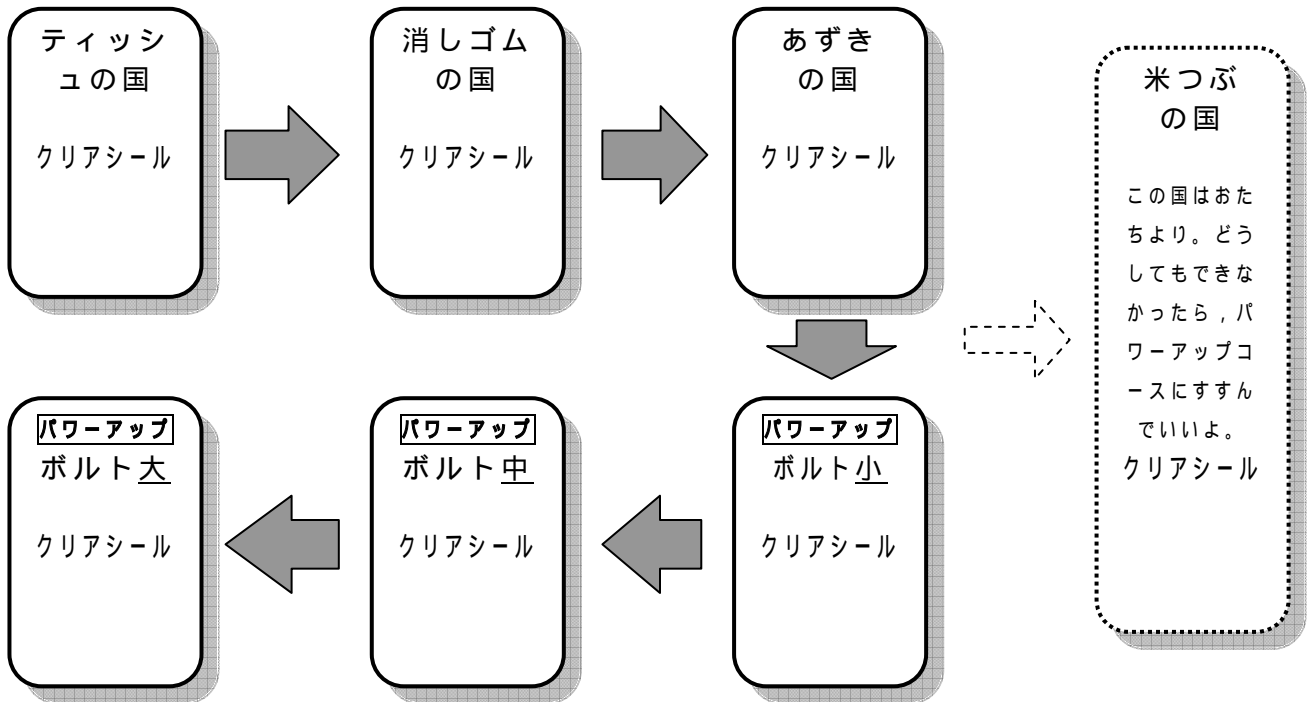 ティッシ
ュの国
クリアシール
消しゴム
の国
クリアシール
あずき
の国
クリアシール
米つぶ
の国
この国はおた
ちより。どう
してもできな
かったら，パ
ワーアップコ
ースにすすん
でいいよ。
クリアシール
パワーアップ
ボルト小
クリアシール
パワーアップ
ボルト中
クリアシール
パワーアップ
ボルト大
クリアシール